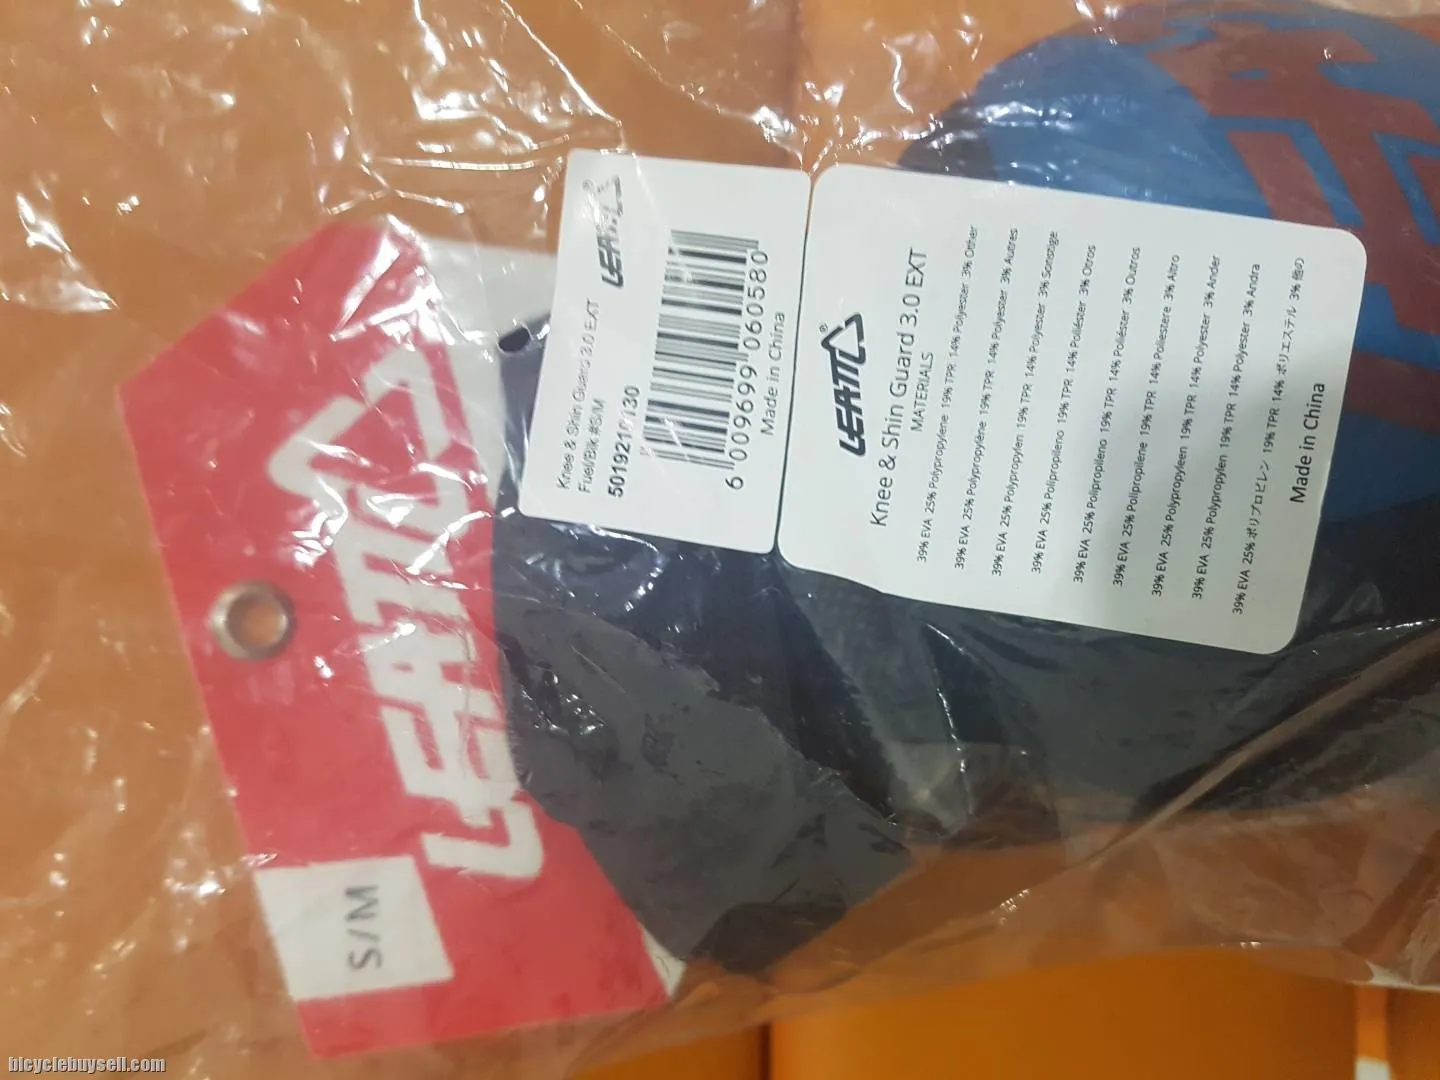 LEATT
S/M
LEATT®
Knee & Shin Guard 3.0 EXT
Fuel/Blk #S/M
5019210130
6 009699 060580
Made in China
LEATT®
Knee & Shin Guard 3.0 EXT
MATERIALS
39% EVA 25% Polypropylene 19% TPR 14% Polyester 3% Other
39% EVA 25% Polypropylène 19% TPR 14% Polyester 3% Autres
39% EVA 25% Polypropylen 19% TPR 14% Polyester 3% Sonstige
39% EVA 25% Polipropileno 19% TPR 14% Poliéster 3% Otros
39% EVA 25% Polipropileno 19% TPR 14% Poliéster 3% Outros
39% EVA 25% Polipropilene 19% TPR 14% Poliestere 3% Altro
39% EVA 25% Polypropyleen 19% TPR 14% Polyester 3% Ander
39% EVA 25% Polypropylen 19% TPR 14% Polyester 3% Andra
39% EVA 25% ポリプロピレン 19% TPR 14% ポリエステル 3% 他の
Made in China
bicyclebuysell.com